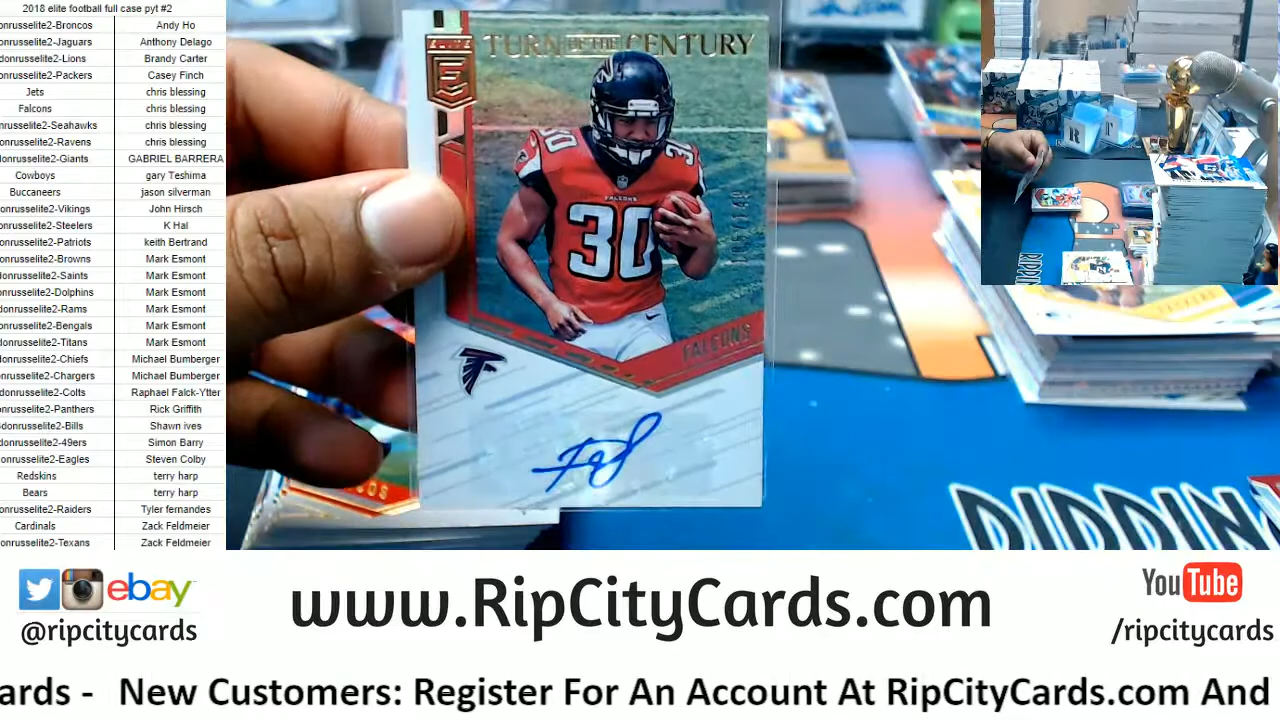 2018 elite football full case pyt #2
onrusselite2-Broncos Andy Ho
onrusselite2-Jaguars Anthony Delago
donrusselite2-Lions Brandy Carter
onrusselite2-Packers Casey Finch
Jets chris blessing
Falcons chris blessing
nrusselite2-Seahawks chris blessing
onrusselite2-Ravens chris blessing
lonrusselite2-Giants GABRIEL BARRERA
Cowboys gary Teshima
Buccaneers jason silverman
onrusselite2-Vikings John Hirsch
onrusselite2-Steelers K Hal
onrusselite2-Patriots keith Bertrand
onrusselite2-Browns Mark Esmont
donrusselite2-Saints Mark Esmont
onrusselite2-Dolphins Mark Esmont
donrusselite2-Rams Mark Esmont
onrusselite2-Bengals Mark Esmont
donrusselite2-Titans Mark Esmont
onrusselite2-Chiefs Michael Bumberger
nrusselite2-Chargers Michael Bumberger
donrusselite2-Colts Raphael Falck-Ytter
onrusselite2-Panthers Rick Griffith
donrusselite2-Bills Shawn ives
donrusselite2-49ers Simon Barry
onrusselite2-Eagles Steven Colby
Redskins terry harp
Bears terry harp
onrusselite2-Raiders Tyler fernandes
Cardinals Zack Feldmeier
onrusselite2-Texans Zack Feldmeier
TURN OF THE CENTURY
E
30
30
FALCONS
30
FALCONS
R
T
RIPPIN
RIPPIN
ebay
@ripcitycards
www.RipCityCards.com
YouTube
/ripcitycards
ards - New Customers: Register For An Account At RipCityCards.com And